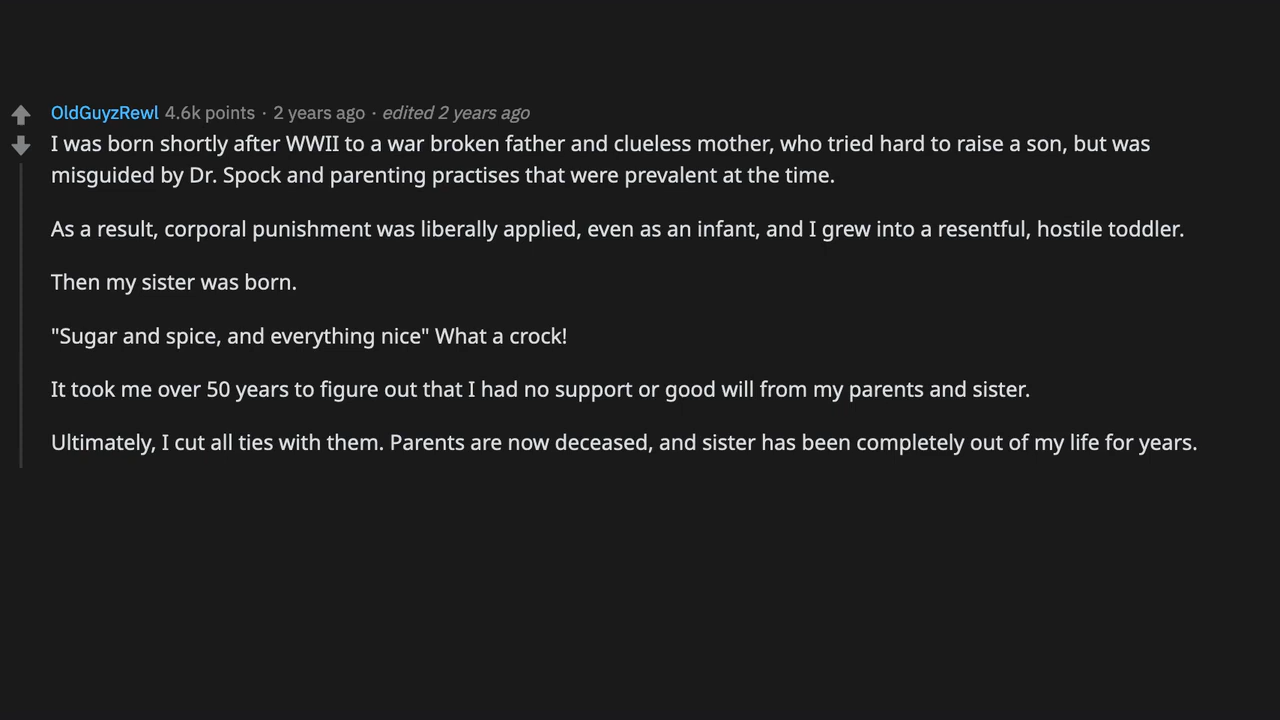 OldGuyzRewl 4.6k points · 2 years ago · edited 2 years ago
I was born shortly after WWII to a war broken father and clueless mother, who tried hard to raise a son, but was
misguided by Dr. Spock and parenting practises that were prevalent at the time.
As a result, corporal punishment was liberally applied, even as an infant, and I grew into a resentful, hostile toddler.
Then my sister was born.
"Sugar and spice, and everything nice" What a crock!
It took me over 50 years to figure out that I had no support or good will from my parents and sister.
Ultimately, I cut all ties with them. Parents are now deceased, and sister has been completely out of my life for years.